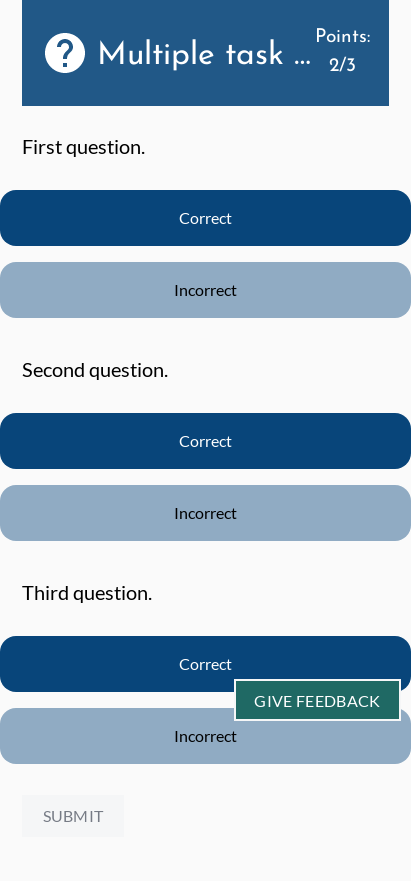 Multiple task ...
Points:
2/3
First question.
Correct
Incorrect
Second question.
Correct
Incorrect
Third question.
Correct
GIVE FEEDBACK
Incorrect
SUBMIT